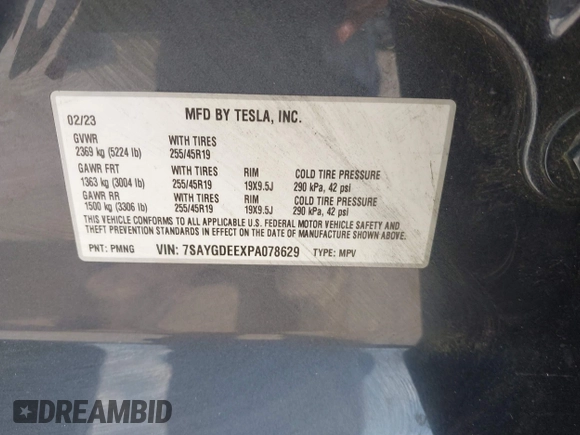 02/23 MFD BY TESLA, INC.
GVWR WITH TIRES
2369 kg (5224 lb) 255/45R19
GAWR FRT WITH TIRES RIM COLD TIRE PRESSURE
1363 kg (3004 lb) 255/45R19 19X9.5J 290 kPa, 42 psi
GAWR RR WITH TIRES RIM COLD TIRE PRESSURE
1500 kg (3306 lb) 255/45R19 19X9.5J 290 kPa, 42 psi
THIS VEHICLE CONFORMS TO ALL APPLICABLE U.S. FEDERAL MOTOR VEHICLE SAFETY AND
THEFT PREVENTION STANDARDS IN EFFECT ON THE DATE OF MANUFACTURE SHOWN ABOVE.
PNT: PMNG VIN: 7SAYGDEEXPA078629 TYPE: MPV
DREAMBID